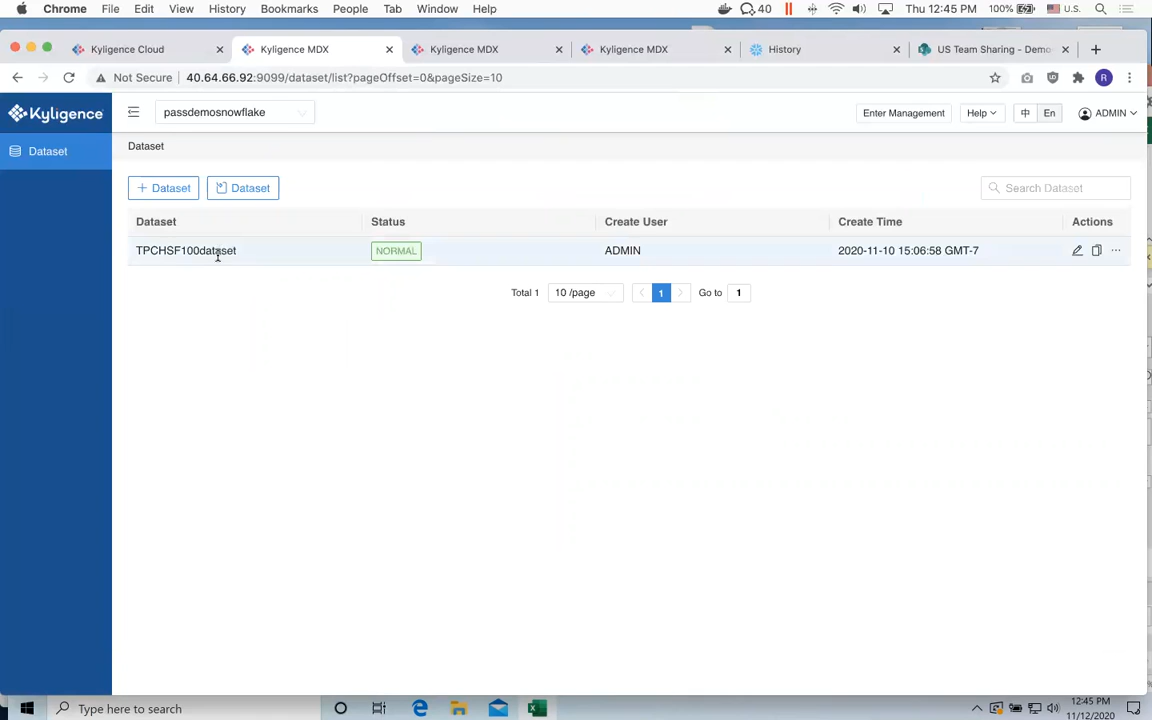 Chrome File Edit View History Bookmarks People Tab Window Help 40 Thu 12:45 PM 100% U.S.
Kyligence Cloud Kyligence MDX Kyligence MDX Kyligence MDX History US Team Sharing - Demo
Not Secure 40.64.66.92:9099/dataset/list?pageOffset=0&pageSize=10 R
Kyligence passdemosnowflake Enter Management Help 中 En ADMIN
Dataset Dataset
+ Dataset Dataset Search Dataset
Dataset Status Create User Create Time Actions
TPCHSF100dataset NORMAL ADMIN 2020-11-10 15:06:58 GMT-7
Total 1 10 /page 1 Go to 1
Type here to search 12:45 PM
11/12/2020